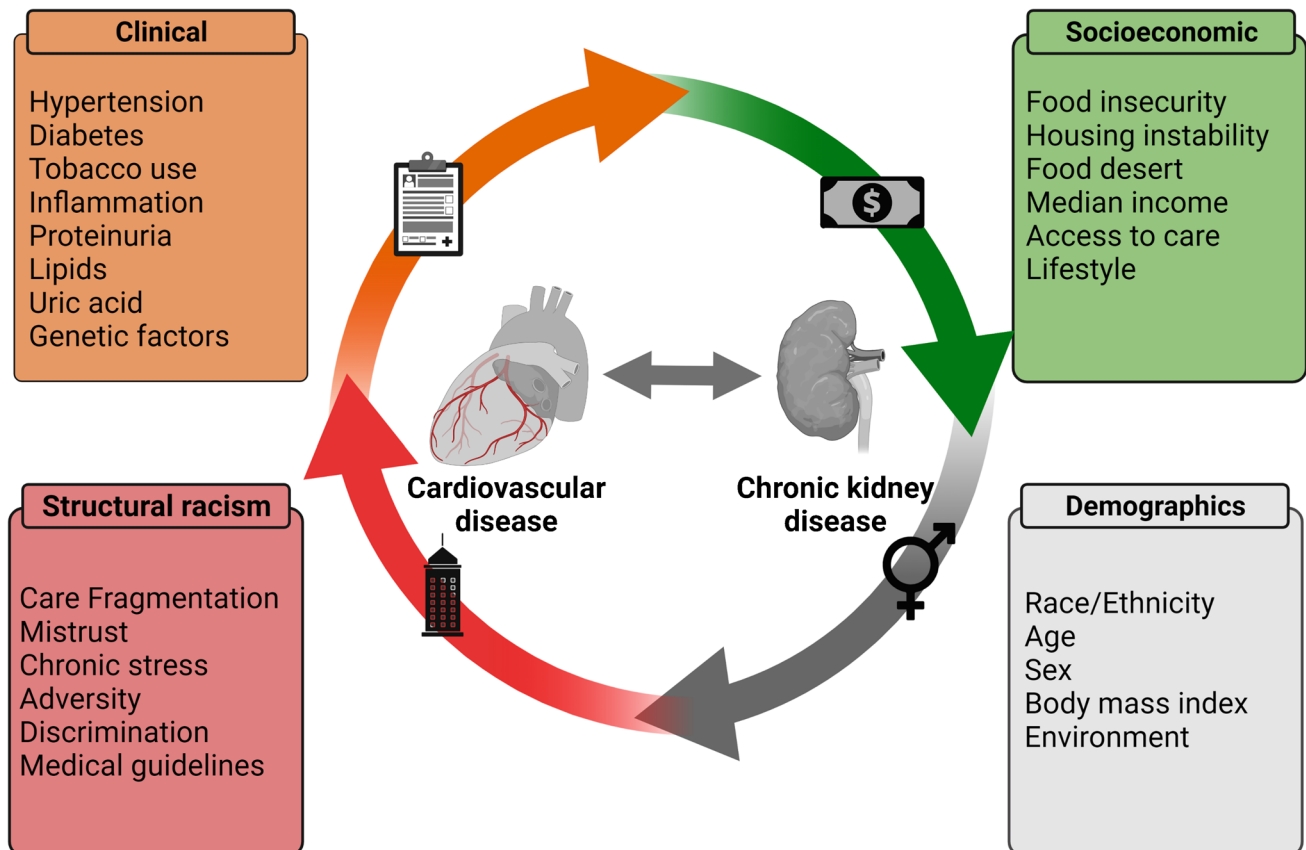 Clinical
Hypertension
Diabetes
Tobacco use
Inflammation
Proteinuria
Lipids
Uric acid
Genetic factors
Socioeconomic
Food insecurity
Housing instability
Food desert
Median income
Access to care
Lifestyle
$
Cardiovascular
disease
Chronic kidney
disease
Structural racism
Care Fragmentation
Mistrust
Chronic stress
Adversity
Discrimination
Medical guidelines
Demographics
Race/Ethnicity
Age
Sex
Body mass index
Environment